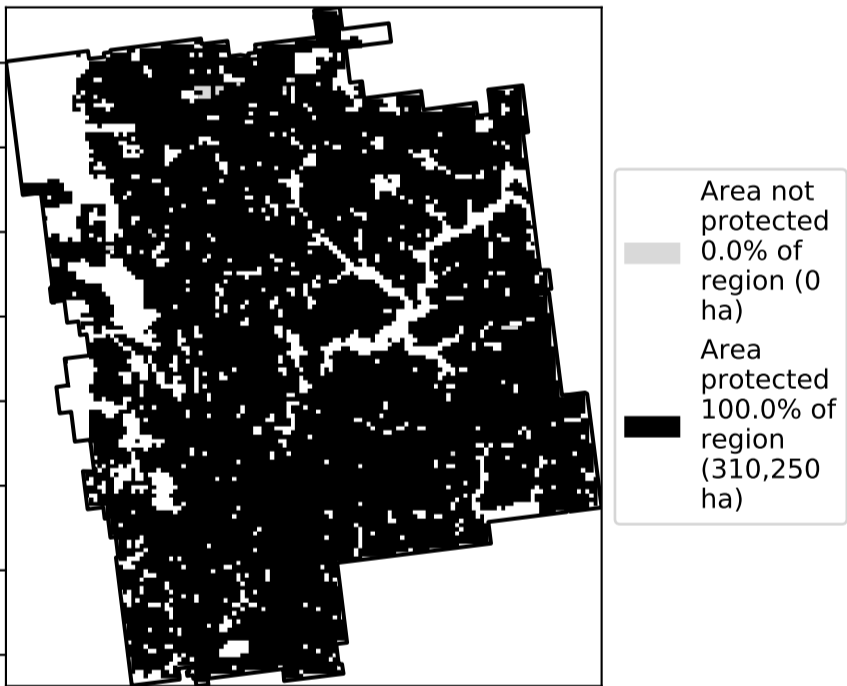 Area not
protected
0.0% of
region (0
ha)
Area
protected
100.0% of
region
(310,250
ha)